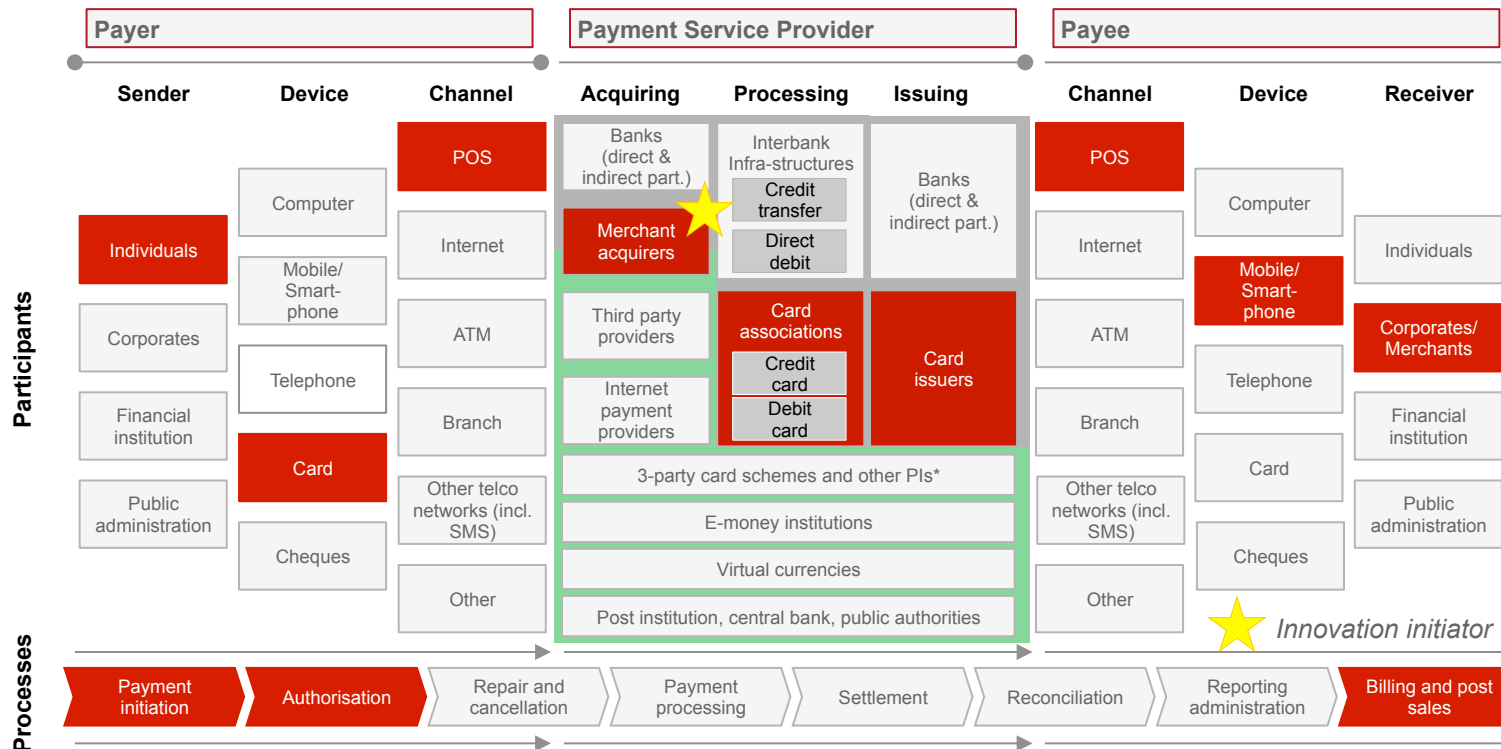 Payer
Payment Service Provider
Payee
Sender
Device
Channel
Acquiring
Processing
Issuing
Channel
Device
Receiver
Participants
Individuals
Corporates
Financial
institution
Public
administration
Computer
Mobile/
Smart-
phone
Telephone
Card
Cheques
POS
Internet
ATM
Branch
Other telco
networks (incl.
SMS)
Other
Banks
(direct &
indirect part.)
Merchant
acquirers
Third party
providers
Internet
payment
providers
Interbank
Infra-structures
Credit
transfer
Direct
debit
Card
associations
Credit
card
Debit
card
Banks
(direct &
indirect part.)
Card
issuers
3-party card schemes and other PIs*
E-money institutions
Virtual currencies
Post institution, central bank, public authorities
POS
Internet
ATM
Branch
Other telco
networks (incl.
SMS)
Other
Computer
Mobile/
Smart-
phone
Telephone
Card
Cheques
Individuals
Corporates/
Merchants
Financial
institution
Public
administration
Innovation initiator
Processes
Payment
initiation
Authorisation
Repair and
cancellation
Payment
processing
Settlement
Reconciliation
Reporting
administration
Billing and post
sales